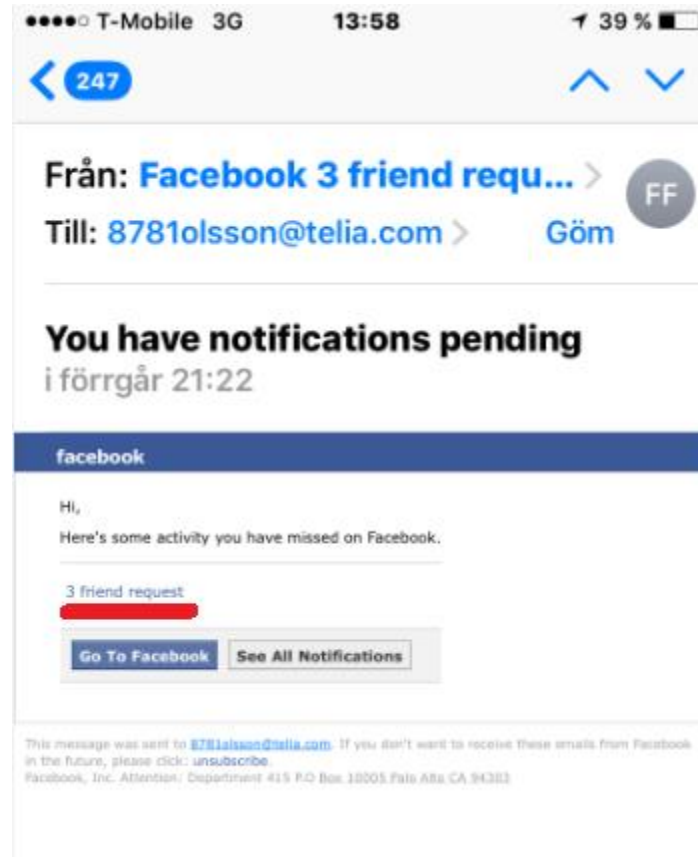 T-Mobile 3G 13:58 39 %
247
Från: Facebook 3 friend requ...
FF
Till: 8781olsson@telia.com Göm
You have notifications pending
i förrgår 21:22
facebook
Hi,
Here's some activity you have missed on Facebook.
3 friend request
Go To Facebook See All Notifications
This message was sent to 8781olsson@telia.com. If you don't want to receive these emails from Facebook
in the future, please click: unsubscribe.
Facebook, Inc. Attention: Department 415 P.O Box 10005 Palo Alto CA 94303